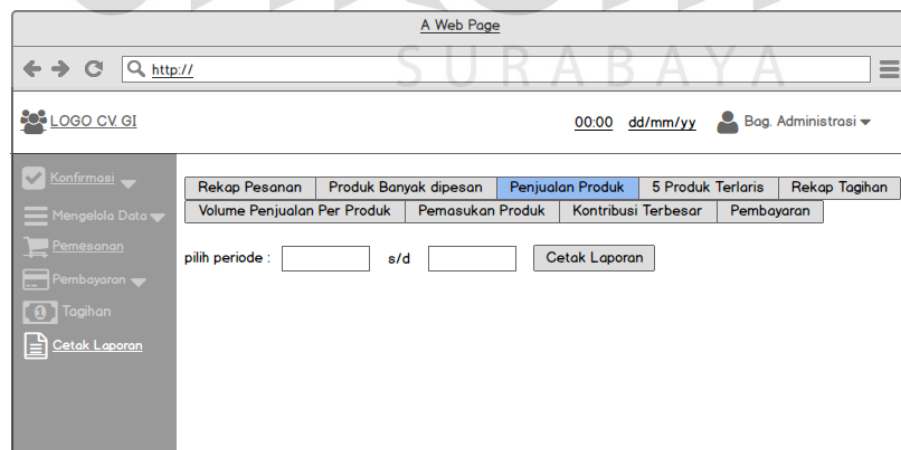 A Web Page
http://
SURABAYA
LOGO CV. GI
00:00 dd/mm/yy Bag. Administrasi
Konfirmasi
Mengelola Data
Pemesanan
Pembayaran
1 Tagihan
Cetak Laporan
Rekap Pesanan Produk Banyak dipesan Penjualan Produk 5 Produk Terlaris Rekap Tagihan
Volume Penjualan Per Produk Pemasukan Produk Kontribusi Terbesar Pembayaran
pilih periode : s/d Cetak Laporan